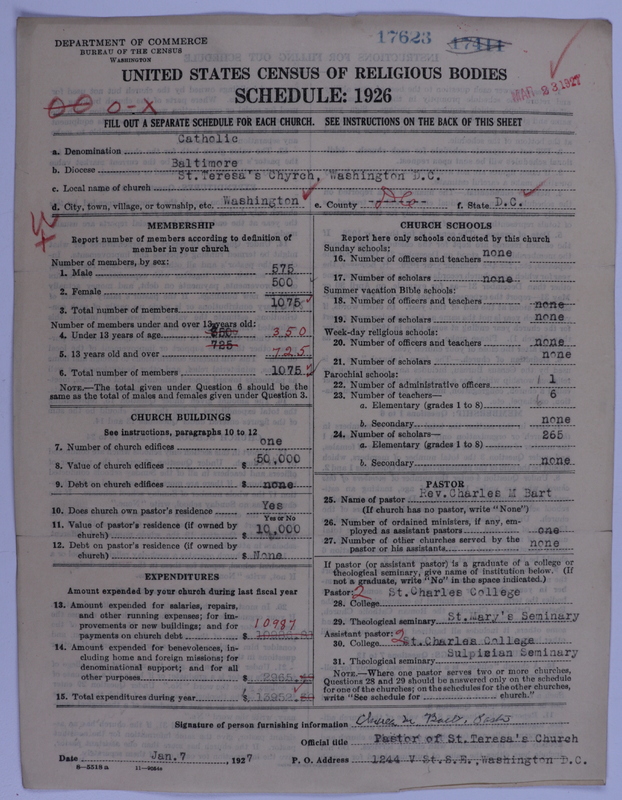 DEPARTMENT OF COMMERCE
BUREAU OF THE CENSUS
WASHINGTON
17623 17411
UNITED STATES CENSUS OF RELIGIOUS BODIES
SCHEDULE: 1926
MAR 23 1927
O-X
FILL OUT A SEPARATE SCHEDULE FOR EACH CHURCH. SEE INSTRUCTIONS ON THE BACK OF THIS SHEET
a. Denomination Catholic
b. Diocese Baltimore
c. Local name of church St.Teresa's Chyrch, Washington D.C.
d. City, town, village, or township, etc. Washington e. County D.C. f. State D.C.
MEMBERSHIP
Report number of members according to definition of
member in your church
Number of members, by sex:
1. Male 575
2. Female 500
3. Total number of members 1075
Number of members under and over 13 years old:
4. Under 13 years of age 350
5. 13 years old and over 725 725
6. Total number of members 1075
NOTE.—The total given under Question 6 should be the
same as the total of males and females given under Question 3.
CHURCH BUILDINGS
See instructions, paragraphs 10 to 12
7. Number of church edifices one
8. Value of church edifices $ 50,000
9. Debt on church edifices $ none
10. Does church own pastor's residence Yes
Yes or No
11. Value of pastor's residence (if owned by
church) $ 10,000
12. Debt on pastor's residence (if owned by
church) $ None
EXPENDITURES
Amount expended by your church during last fiscal year
13. Amount expended for salaries, repairs,
and other running expenses; for im-
provements or new buildings; and for
payments on church debt $ 10987
14. Amount expended for benevolences, in-
cluding home and foreign missions; for
denominational support; and for all
other purposes $ 2965.
15. Total expenditures during year $ 13952.
CHURCH SCHOOLS
Report here only schools conducted by this church
Sunday schools:
16. Number of officers and teachers none
17. Number of scholars none
Summer vacation Bible schools:
18. Number of officers and teachers none
19. Number of scholars none
Week-day religious schools:
20. Number of officers and teachers none
21. Number of scholars none
Parochial schools:
22. Number of administrative officers 1
23. Number of teachers—
a. Elementary (grades 1 to 8) 6
b. Secondary none
24. Number of scholars—
a. Elementary (grades 1 to 8) 265
b. Secondary none
PASTOR
25. Name of pastor Rev.Charles M Bart
(If church has no pastor, write "None")
26. Number of ordained ministers, if any, em-
ployed as assistant pastors one
27. Number of other churches served by the
pastor or his assistants none
If pastor (or assistant pastor) is a graduate of a college or
theological seminary, give name of institution below. (If
not a graduate, write "No" in the space indicated.)
Pastor: 2
28. College St.Charles College
29. Theological seminary St.Mary's Seminary
Assistant pastor: 2
30. College St.Charles College
31. Theological seminary Sulpisian Seminary
NOTE.—Where one pastor serves two or more churches,
Questions 28 and 29 should be answered only on the schedule
for one of the churches; on the schedules for the other churches,
write "See schedule for church."
Signature of person furnishing information Charles M. Bart, Pastor
Official title Pastor of St.Teresa's Church
Date Jan.7 , 1927 P. O. Address 1244 V St.S.E.,Washington D.C.
8—5518a